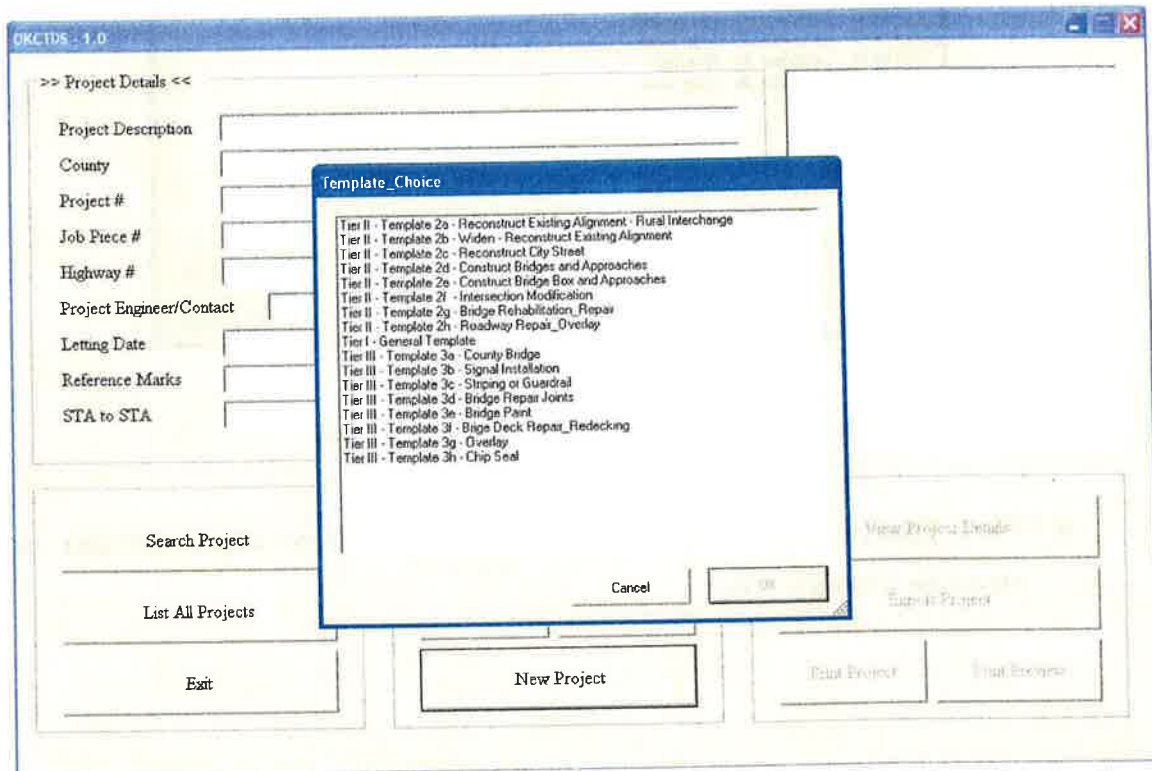 OKCTDS - 1.0
>> Project Details <<
Project Description
County
Project #
Job Piece #
Highway #
Project Engineer/Contact
Letting Date
Reference Marks
STA to STA
Template_Choice
Tier II - Template 2a - Reconstruct Existing Alignment - Rural Interchange
Tier II - Template 2b - Widen - Reconstruct Existing Alignment
Tier II - Template 2c - Reconstruct City Street
Tier II - Template 2d - Construct Bridges and Approaches
Tier II - Template 2e - Construct Bridge Box and Approaches
Tier II - Template 2f - Intersection Modification
Tier II - Template 2g - Bridge Rehabilitation_Repair
Tier II - Template 2h - Roadway Repair_Overlay
Tier I - General Template
Tier III - Template 3a - County Bridge
Tier III - Template 3b - Signal Installation
Tier III - Template 3c - Striping or Guardrail
Tier III - Template 3d - Bridge Repair Joints
Tier III - Template 3e - Bridge Paint
Tier III - Template 3f - Brige Deck Repair_Redecking
Tier III - Template 3g - Overlay
Tier III - Template 3h - Chip Seal
Cancel
OK
Search Project
List All Projects
Exit
New Project
View Project Details
Export Project
Print Project
Print Preview